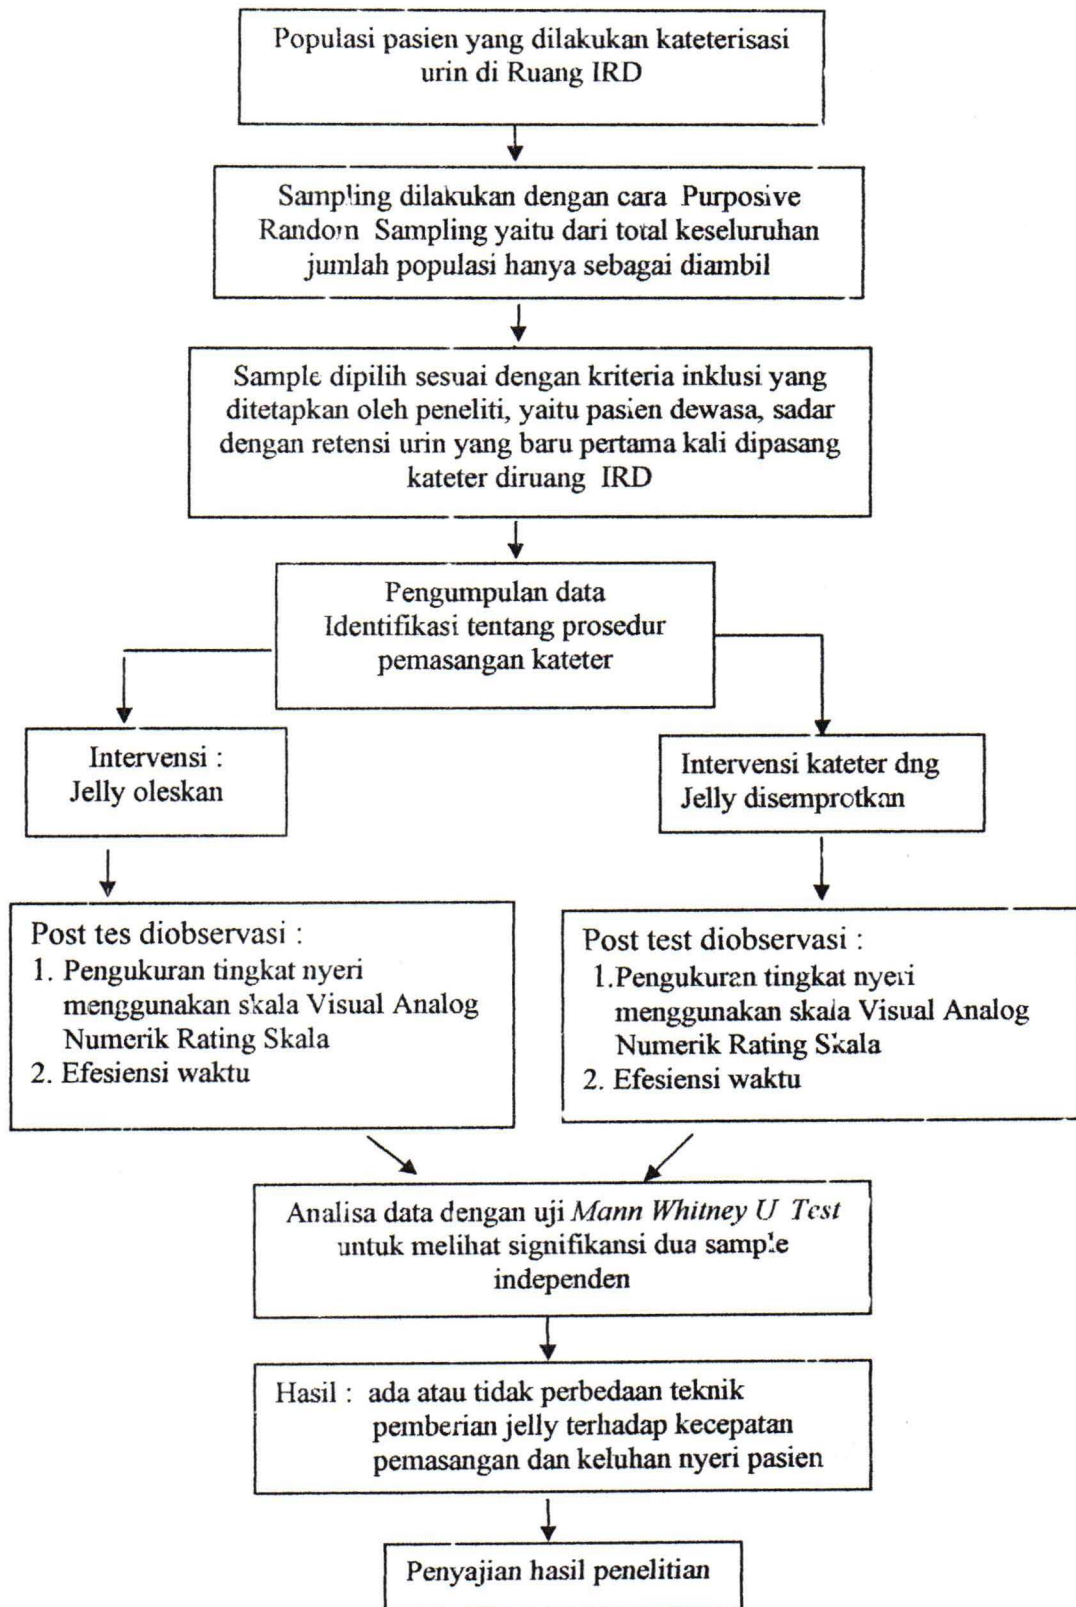 Populasi pasien yang dilakukan kateterisasi
urin di Ruang IRD
Sampling dilakukan dengan cara Purposive
Random Sampling yaitu dari total keseluruhan
jumlah populasi hanya sebagai diambil
Sample dipilih sesuai dengan kriteria inklusi yang
ditetapkan oleh peneliti, yaitu pasien dewasa, sadar
dengan retensi urin yang baru pertama kali dipasang
kateter diruang IRD
Pengumpulan data
Identifikasi tentang prosedur
pemasangan kateter
Intervensi :
Jelly oleskan
Intervensi kateter dng
Jelly disemprotkan
Post tes diobservasi :
1. Pengukuran tingkat nyeri
menggunakan skala Visual Analog
Numerik Rating Skala
2. Efesiensi waktu
Post test diobservasi :
1.Pengukuran tingkat nyeri
menggunakan skala Visual Analog
Numerik Rating Skala
2. Efesiensi waktu
Analisa data dengan uji Mann Whitney U Test
untuk melihat signifikansi dua sample
independen
Hasil : ada atau tidak perbedaan teknik
pemberian jelly terhadap kecepatan
pemasangan dan keluhan nyeri pasien
Penyajian hasil penelitian